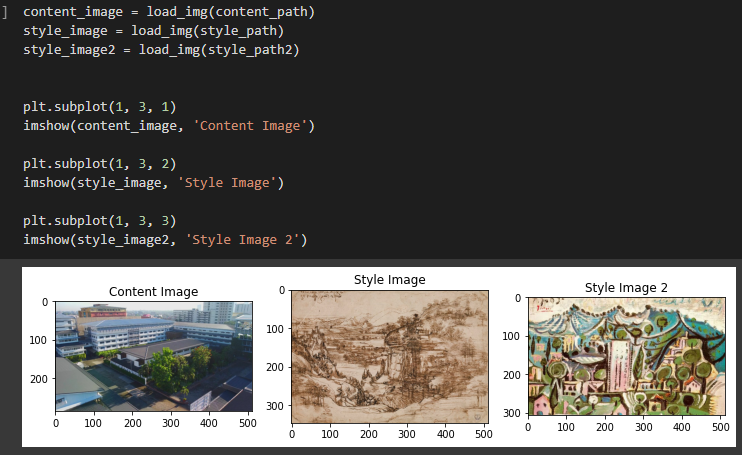 ]
content_image = load_img(content_path)
style_image = load_img(style_path)
style_image2 = load_img(style_path2)
plt.subplot(1, 3, 1)
imshow(content_image, 'Content Image')
plt.subplot(1, 3, 2)
imshow(style_image, 'Style Image')
plt.subplot(1, 3, 3)
imshow(style_image2, 'Style Image 2')
Content Image
0
100
200
0 100 200 300 400 500
Style Image
0
100
200
300
0 100 200 300 400 500
Style Image 2
0
100
200
300
0 100 200 300 400 500